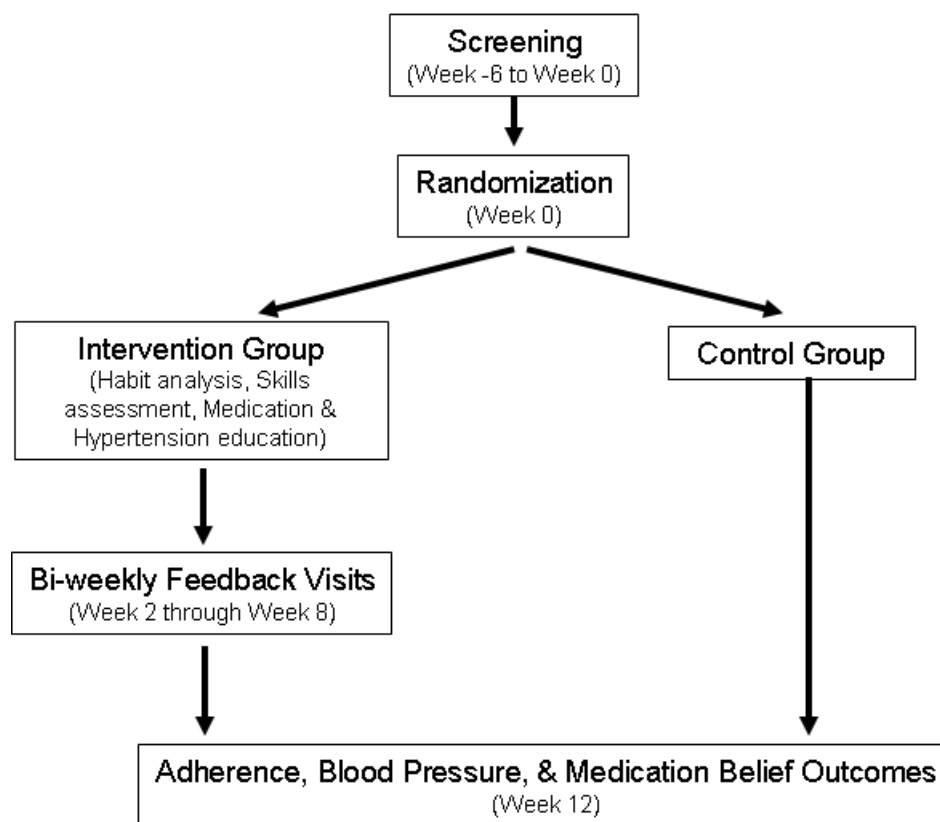 Screening
(Week -6 to Week 0)
Randomization
(Week 0)
Intervention Group
(Habit analysis, Skills
assessment, Medication &
Hypertension education)
Control Group
Bi-weekly Feedback Visits
(Week 2 through Week 8)
Adherence, Blood Pressure, & Medication Belief Outcomes
(Week 12)